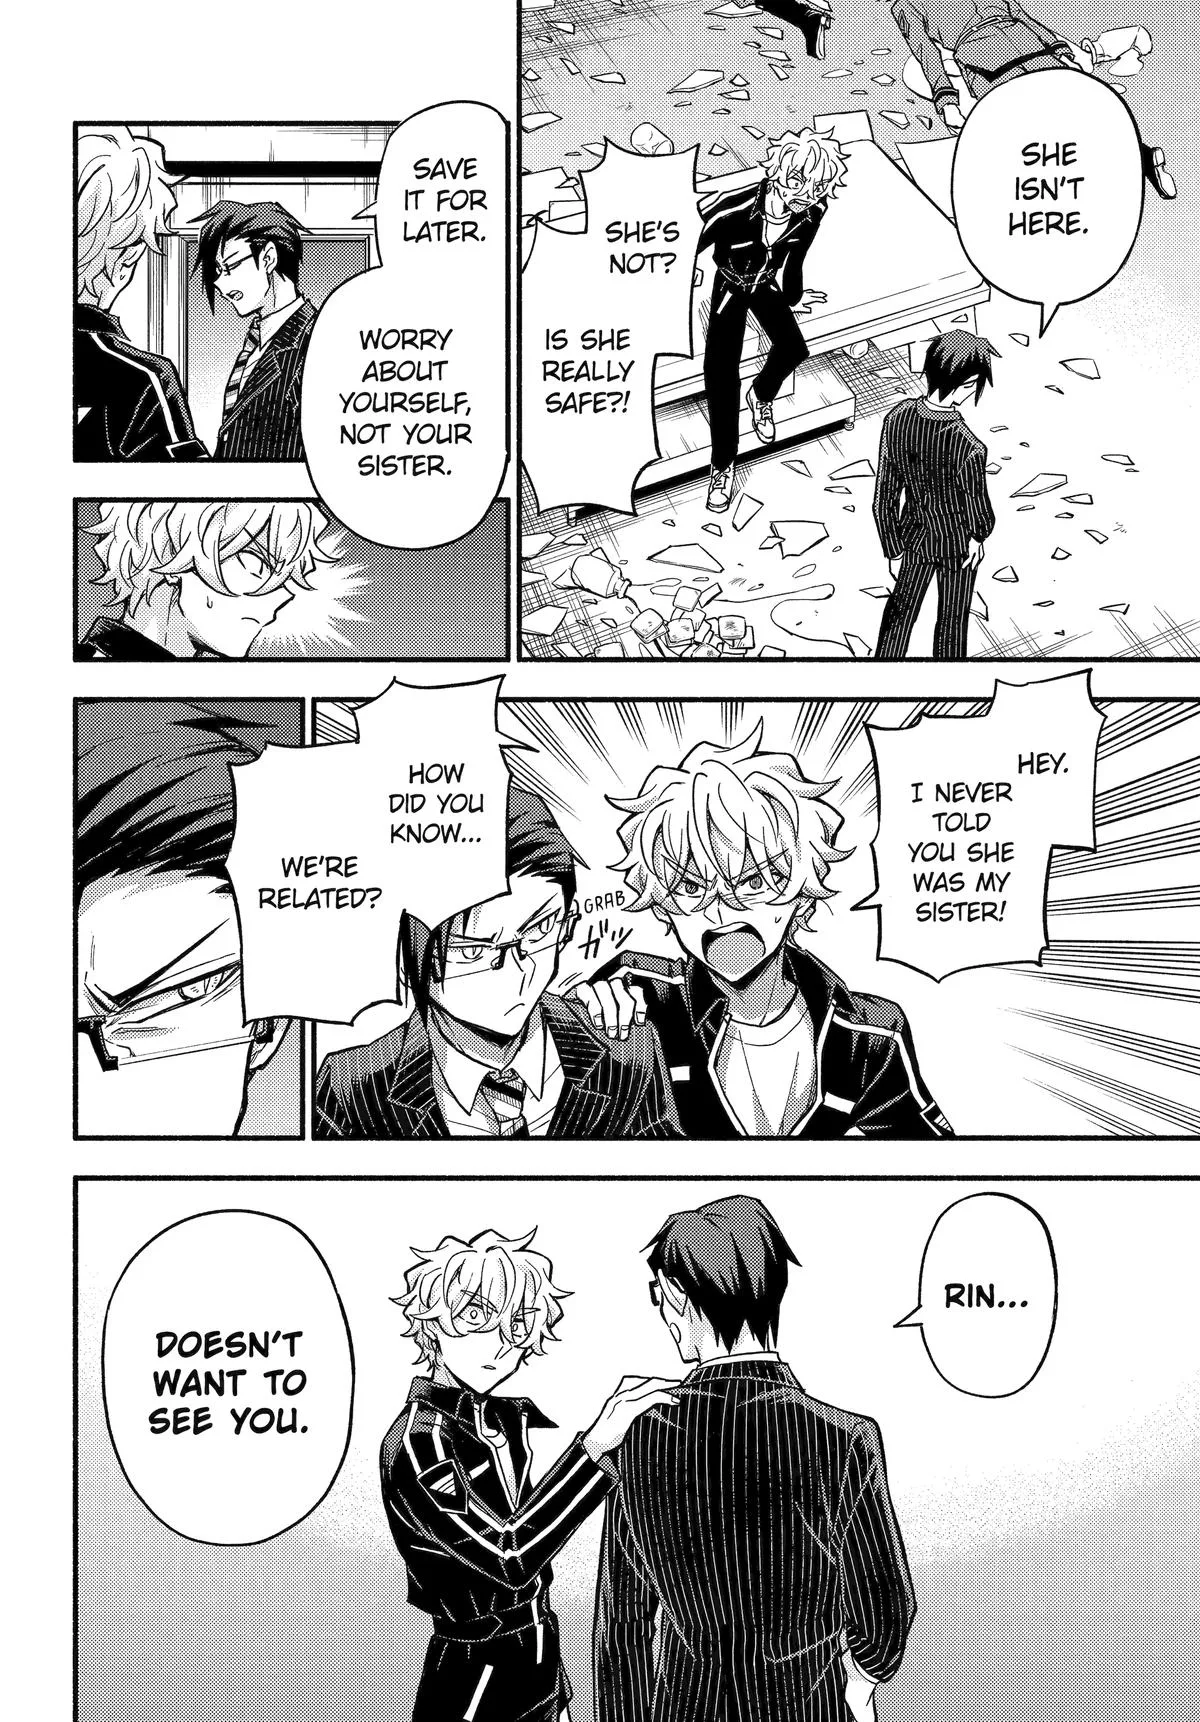 SHE
ISN'T
HERE.
SHE'S
NOT?
IS SHE
REALLY
SAFE?!
SAVE
IT FOR
LATER.
WORRY
ABOUT
YOURSELF,
NOT YOUR
SISTER.
HEY.
I NEVER
TOLD
YOU SHE
WAS MY
SISTER!
GRAB
ガッ
HOW
DID YOU
KNOW...
WE'RE
RELATED?
RIN...
DOESN'T
WANT TO
SEE YOU.